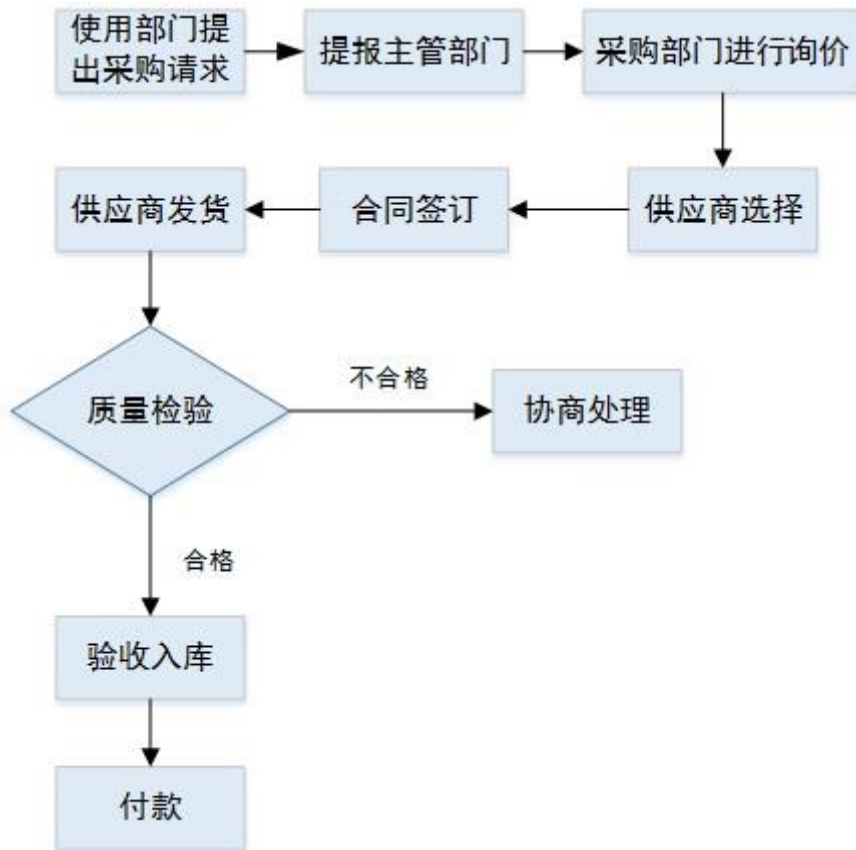 使用部门提
出采购请求
提报主管部门
采购部门进行询价
供应商发货
合同签订
供应商选择
质量检验
不合格
协商处理
合格
验收入库
付款